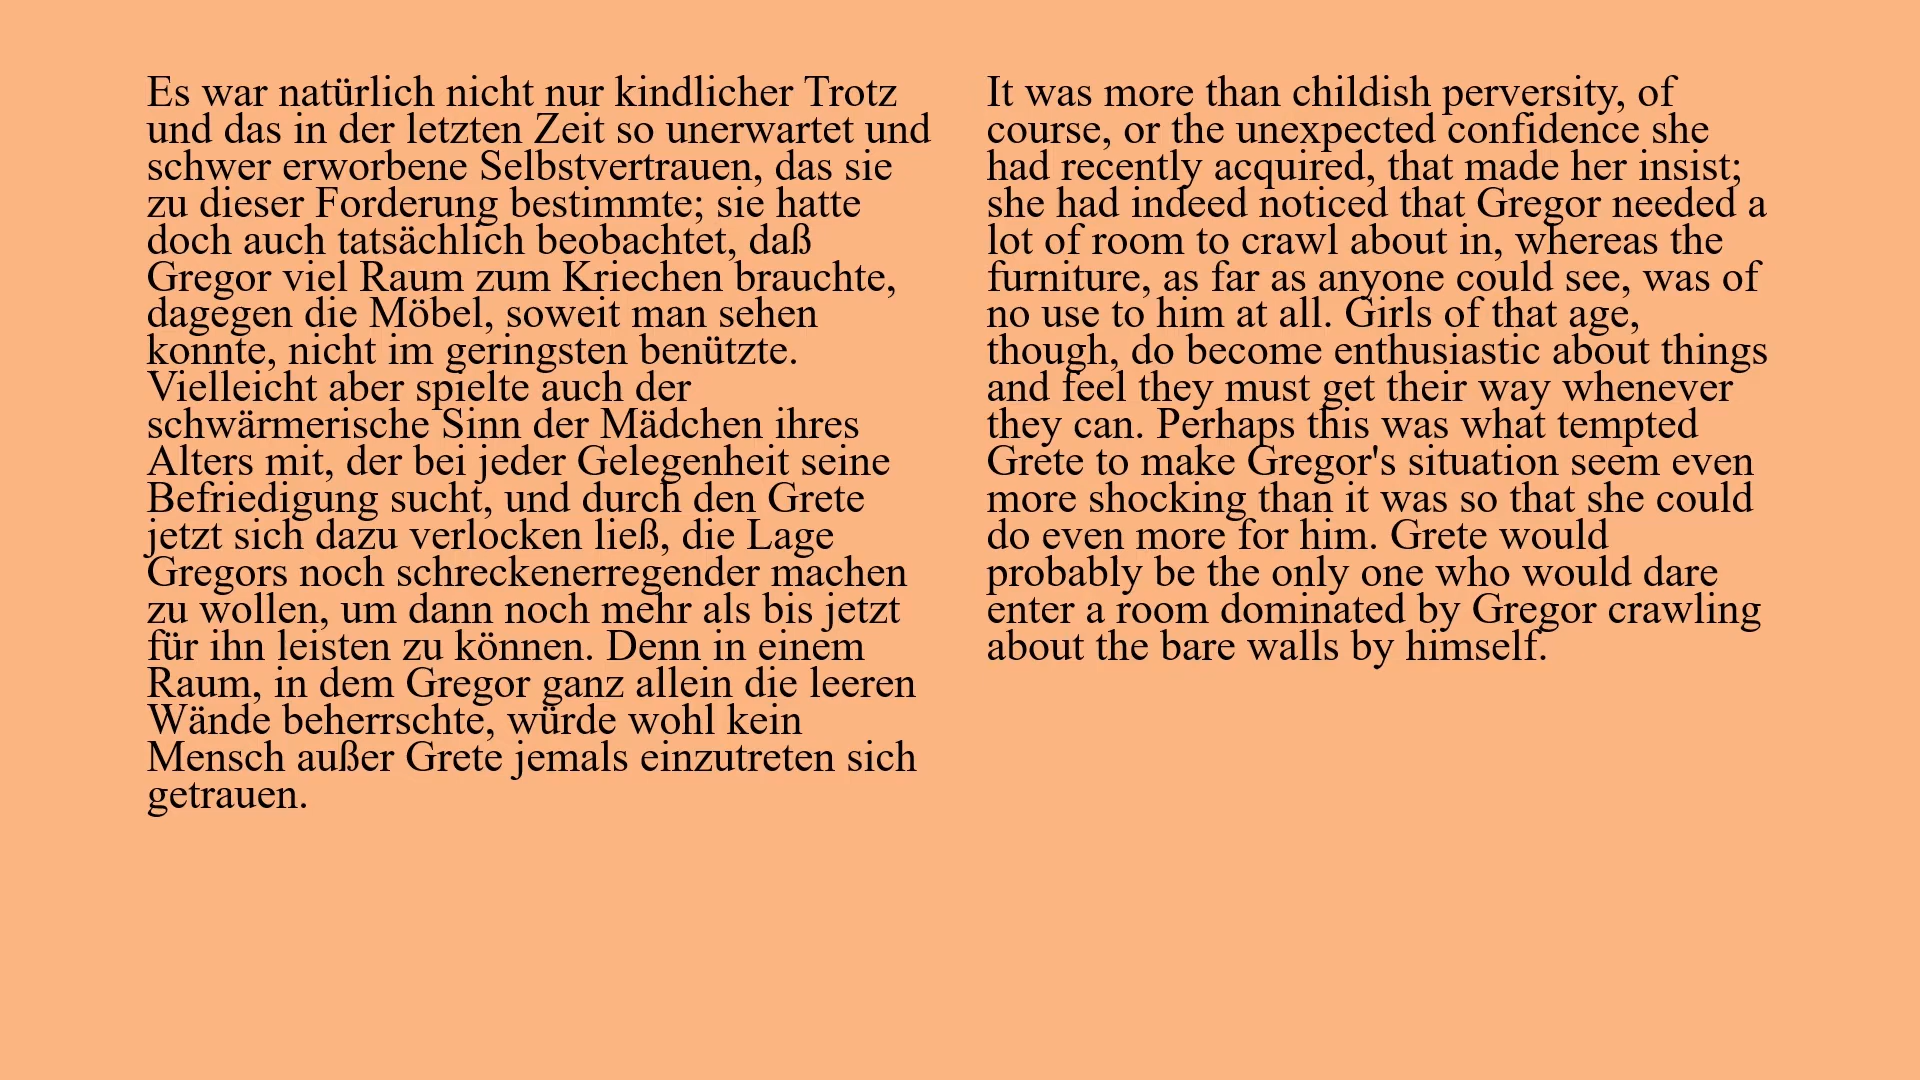 Es war natürlich nicht nur kindlicher Trotz
und das in der letzten Zeit so unerwartet und
schwer erworbene Selbstvertrauen, das sie
zu dieser Forderung bestimmte; sie hatte
doch auch tatsächlich beobachtet, daß
Gregor viel Raum zum Kriechen brauchte,
dagegen die Möbel, soweit man sehen
konnte, nicht im geringsten benützte.
Vielleicht aber spielte auch der
schwärmerische Sinn der Mädchen ihres
Alters mit, der bei jeder Gelegenheit seine
Befriedigung sucht, und durch den Grete
jetzt sich dazu verlocken ließ, die Lage
Gregors noch schreckenerregender machen
zu wollen, um dann noch mehr als bis jetzt
für ihn leisten zu können. Denn in einem
Raum, in dem Gregor ganz allein die leeren
Wände beherrschte, würde wohl kein
Mensch außer Grete jemals einzutreten sich
getrauen.
It was more than childish perversity, of
course, or the unexpected confidence she
had recently acquired, that made her insist;
she had indeed noticed that Gregor needed a
lot of room to crawl about in, whereas the
furniture, as far as anyone could see, was of
no use to him at all. Girls of that age,
though, do become enthusiastic about things
and feel they must get their way whenever
they can. Perhaps this was what tempted
Grete to make Gregor's situation seem even
more shocking than it was so that she could
do even more for him. Grete would
probably be the only one who would dare
enter a room dominated by Gregor crawling
about the bare walls by himself.